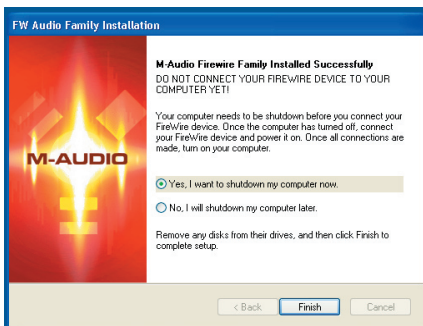 FW Audio Family Installation
M-Audio Firewire Family Installed Successfully
DO NOT CONNECT YOUR FIREWIRE DEVICE TO YOUR
COMPUTER YET!
Your computer needs to be shutdown before you connect your
FireWire device. Once the computer has turned off, connect
your FireWire device and power it on. Once all connections are
made, turn on your computer.
M-AUDIO
Yes, I want to shutdown my computer now.
No, I will shutdown my computer later.
Remove any disks from their drives, and then click Finish to
complete setup.
< Back Finish Cancel